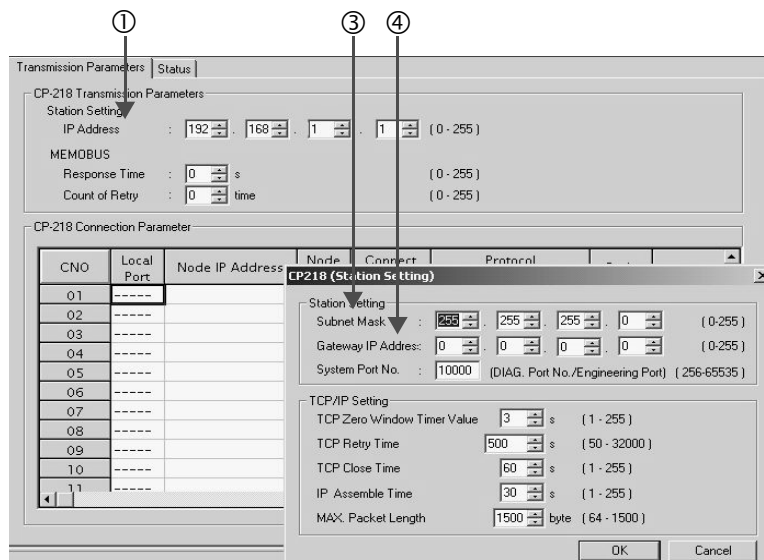 ① ③ ④
Transmission Parameters Status
CP-218 Transmission Parameters
Station Setting
IP Address : 192 . 168 . 1 . 1 ( 0 - 255 )
MEMOBUS
Response Time : 0 s ( 0 - 255 )
Count of Retry : 0 time ( 0 - 255 )
CP-218 Connection Parameter
CNO Local Port Node IP Address Node Connect Protocol
01 -----
02 -----
03 -----
04 -----
05 -----
06 -----
07 -----
08 -----
09 -----
10 -----
11 -----
CP218 (Station Setting)
Station Setting
Subnet Mask : 255 . 255 . 255 . 0 ( 0-255 )
Gateway IP Addres: 0 . 0 . 0 . 0 ( 0-255 )
System Port No. : 10000 (DIAG. Port No./Engineering Port) ( 256-65535 )
TCP/IP Setting
TCP Zero Window Timer Value 3 s ( 1 - 255 )
TCP Retry Time 500 s ( 50 - 32000 )
TCP Close Time 60 s ( 1 - 255 )
IP Assemble Time 30 s ( 1 - 255 )
MAX. Packet Length 1500 byte ( 64 - 1500 )
OK Cancel